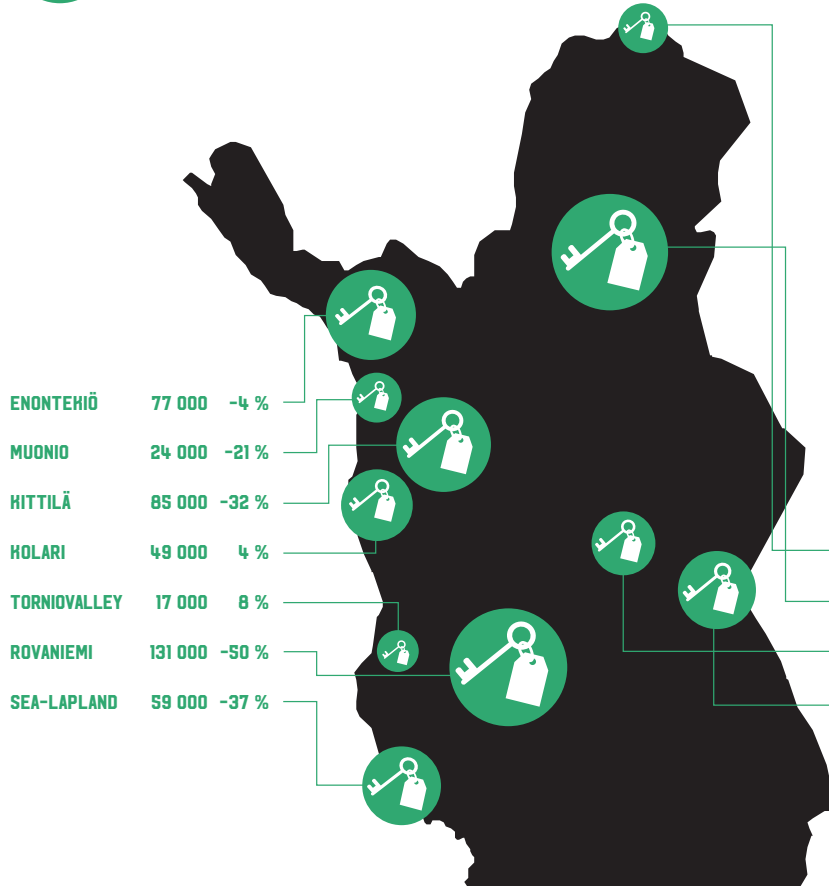 ENONTEKIÖ 77 000 -4 %
MUONIO 24 000 -21 %
KITTILÄ 85 000 -32 %
KOLARI 49 000 4 %
TORNIOVALLEY 17 000 8 %
ROVANIEMI 131 000 -50 %
SEA-LAPLAND 59 000 -37 %